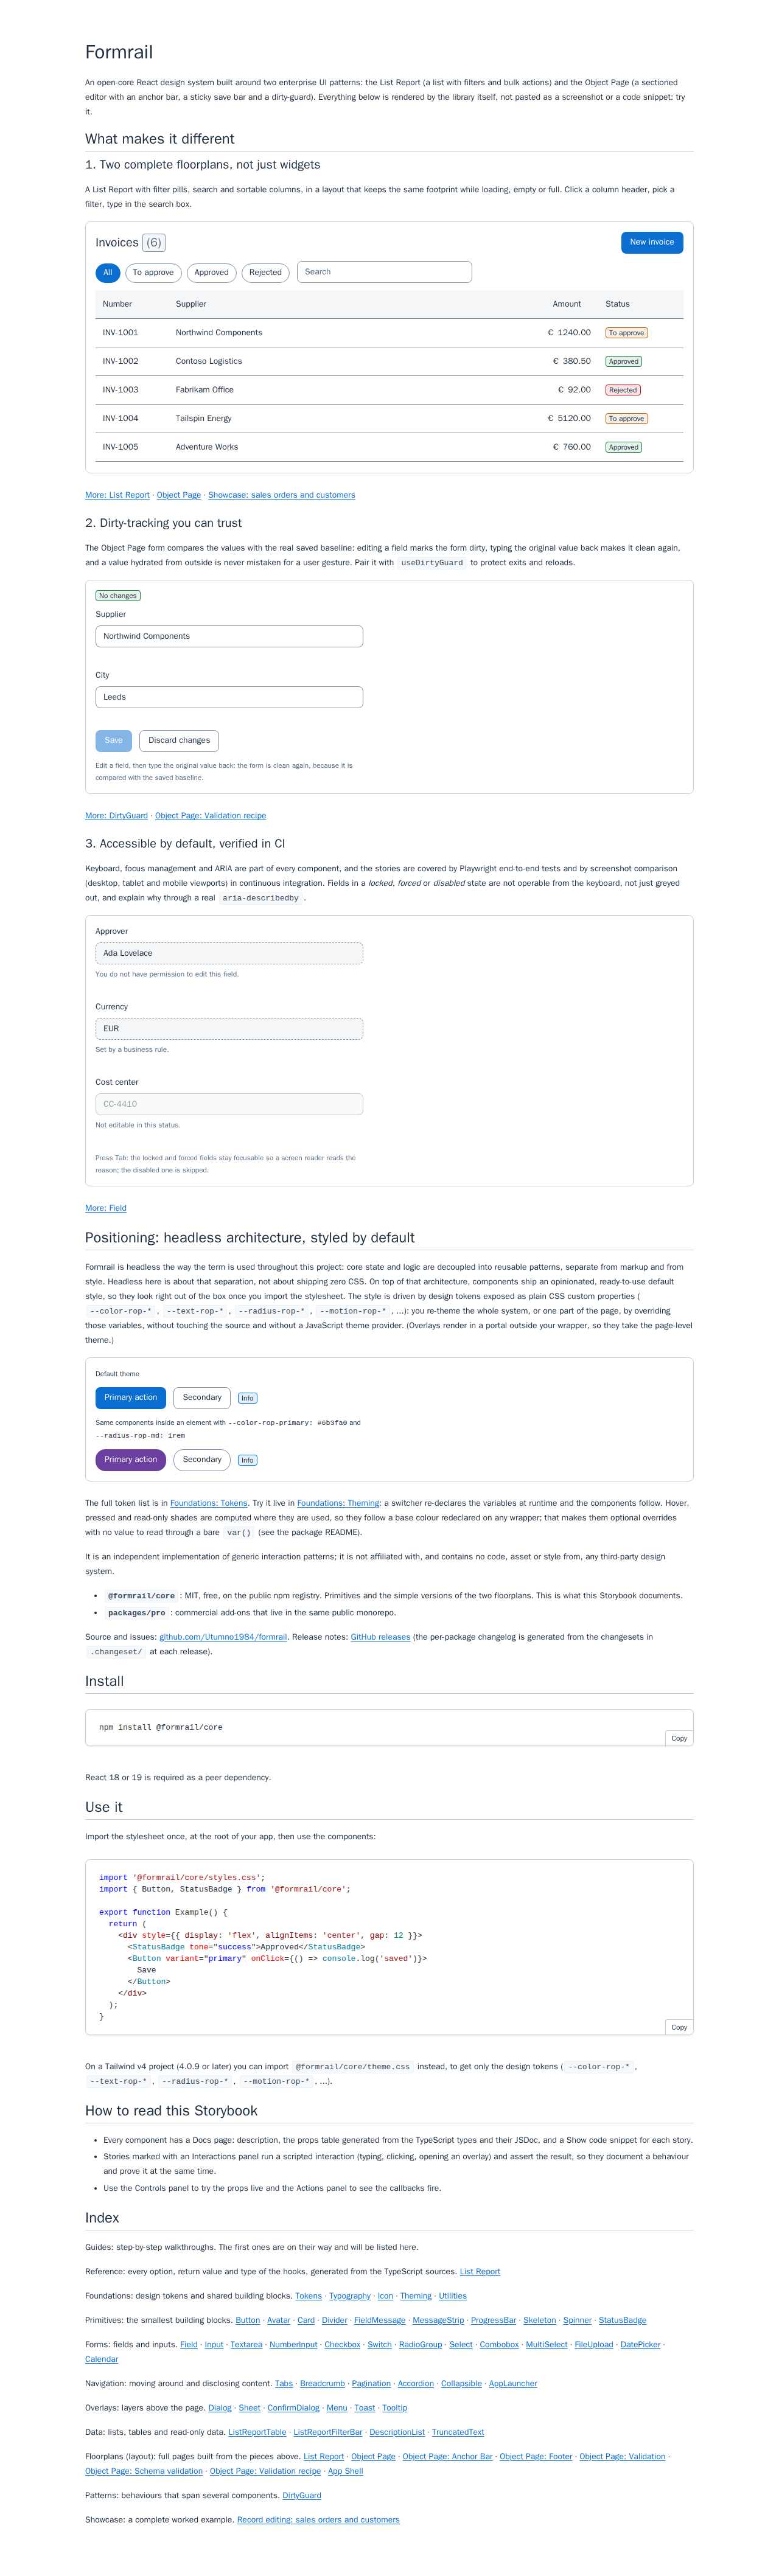 Formrail
An open-core React design system built around two enterprise UI patterns: the List Report (a list with filters and bulk actions) and the Object Page (a sectioned
editor with an anchor bar, a sticky save bar and a dirty-guard). Everything below is rendered by the library itself, not pasted as a screenshot or a code snippet: try
it.
What makes it different
1. Two complete floorplans, not just widgets
A List Report with filter pills, search and sortable columns, in a layout that keeps the same footprint while loading, empty or full. Click a column header, pick a
filter, type in the search box.
Invoices (6) New invoice
All To approve Approved Rejected Search
Number Supplier Amount Status
INV-1001 Northwind Components € 1240.00 To approve
INV-1002 Contoso Logistics € 380.50 Approved
INV-1003 Fabrikam Office € 92.00 Rejected
INV-1004 Tailspin Energy € 5120.00 To approve
INV-1005 Adventure Works € 760.00 Approved
More: List Report · Object Page · Showcase: sales orders and customers
2. Dirty-tracking you can trust
The Object Page form compares the values with the real saved baseline: editing a field marks the form dirty, typing the original value back makes it clean again,
and a value hydrated from outside is never mistaken for a user gesture. Pair it with useDirtyGuard to protect exits and reloads.
No changes
Supplier
Northwind Components
City
Leeds
Save Discard changes
Edit a field, then type the original value back: the form is clean again, because it is
compared with the saved baseline.
More: DirtyGuard · Object Page: Validation recipe
3. Accessible by default, verified in CI
Keyboard, focus management and ARIA are part of every component, and the stories are covered by Playwright end-to-end tests and by screenshot comparison
(desktop, tablet and mobile viewports) in continuous integration. Fields in a locked, forced or disabled state are not operable from the keyboard, not just greyed
out, and explain why through a real aria-describedby.
Approver
Ada Lovelace
You do not have permission to edit this field.
Currency
EUR
Set by a business rule.
Cost center
CC-4410
Not editable in this status.
Press Tab: the locked and forced fields stay focusable so a screen reader reads the
reason; the disabled one is skipped.
More: Field
Positioning: headless architecture, styled by default
Formrail is headless the way the term is used throughout this project: core state and logic are decoupled into reusable patterns, separate from markup and from
style. Headless here is about that separation, not about shipping zero CSS. On top of that architecture, components ship an opinionated, ready-to-use default
style, so they look right out of the box once you import the stylesheet. The style is driven by design tokens exposed as plain CSS custom properties (
--color-rop-*, --text-rop-*, --radius-rop-*, --motion-rop-*, ...): you re-theme the whole system, or one part of the page, by overriding
those variables, without touching the source and without a JavaScript theme provider. (Overlays render in a portal outside your wrapper, so they take the page-level
theme.)
Default theme
Primary action Secondary Info
Same components inside an element with --color-rop-primary: #6b3fa0 and
--radius-rop-md: 1rem
Primary action Secondary Info
The full token list is in Foundations: Tokens. Try it live in Foundations: Theming: a switcher re-declares the variables at runtime and the components follow. Hover,
pressed and read-only shades are computed where they are used, so they follow a base colour redeclared on any wrapper; that makes them optional overrides
with no value to read through a bare var() (see the package README).
It is an independent implementation of generic interaction patterns; it is not affiliated with, and contains no code, asset or style from, any third-party design
system.
• @formrail/core: MIT, free, on the public npm registry. Primitives and the simple versions of the two floorplans. This is what this Storybook documents.
• packages/pro: commercial add-ons that live in the same public monorepo.
Source and issues: github.com/Utumno1984/formrail. Release notes: GitHub releases (the per-package changelog is generated from the changesets in
.changeset/ at each release).
Install
npm install @formrail/core
Copy
React 18 or 19 is required as a peer dependency.
Use it
Import the stylesheet once, at the root of your app, then use the components:
import '@formrail/core/styles.css';
import { Button, StatusBadge } from '@formrail/core';
export function Example() {
return (
<div style={{ display: 'flex', alignItems: 'center', gap: 12 }}>
<StatusBadge tone="success">Approved</StatusBadge>
<Button variant="primary" onClick={() => console.log('saved')}>
Save
</Button>
</div>
);
}
Copy
On a Tailwind v4 project (4.0.9 or later) you can import @formrail/core/theme.css instead, to get only the design tokens (--color-rop-*,
--text-rop-*, --radius-rop-*, --motion-rop-*, ...).
How to read this Storybook
• Every component has a Docs page: description, the props table generated from the TypeScript types and their JSDoc, and a Show code snippet for each story.
• Stories marked with an Interactions panel run a scripted interaction (typing, clicking, opening an overlay) and assert the result, so they document a behaviour
and prove it at the same time.
• Use the Controls panel to try the props live and the Actions panel to see the callbacks fire.
Index
Guides: step-by-step walkthroughs. The first ones are on their way and will be listed here.
Reference: every option, return value and type of the hooks, generated from the TypeScript sources. List Report
Foundations: design tokens and shared building blocks. Tokens · Typography · Icon · Theming · Utilities
Primitives: the smallest building blocks. Button · Avatar · Card · Divider · FieldMessage · MessageStrip · ProgressBar · Skeleton · Spinner · StatusBadge
Forms: fields and inputs. Field · Input · Textarea · NumberInput · Checkbox · Switch · RadioGroup · Select · Combobox · MultiSelect · FileUpload · DatePicker ·
Calendar
Navigation: moving around and disclosing content. Tabs · Breadcrumb · Pagination · Accordion · Collapsible · AppLauncher
Overlays: layers above the page. Dialog · Sheet · ConfirmDialog · Menu · Toast · Tooltip
Data: lists, tables and read-only data. ListReportTable · ListReportFilterBar · DescriptionList · TruncatedText
Floorplans (layout): full pages built from the pieces above. List Report · Object Page · Object Page: Anchor Bar · Object Page: Footer · Object Page: Validation ·
Object Page: Schema validation · Object Page: Validation recipe · App Shell
Patterns: behaviours that span several components. DirtyGuard
Showcase: a complete worked example. Record editing: sales orders and customers